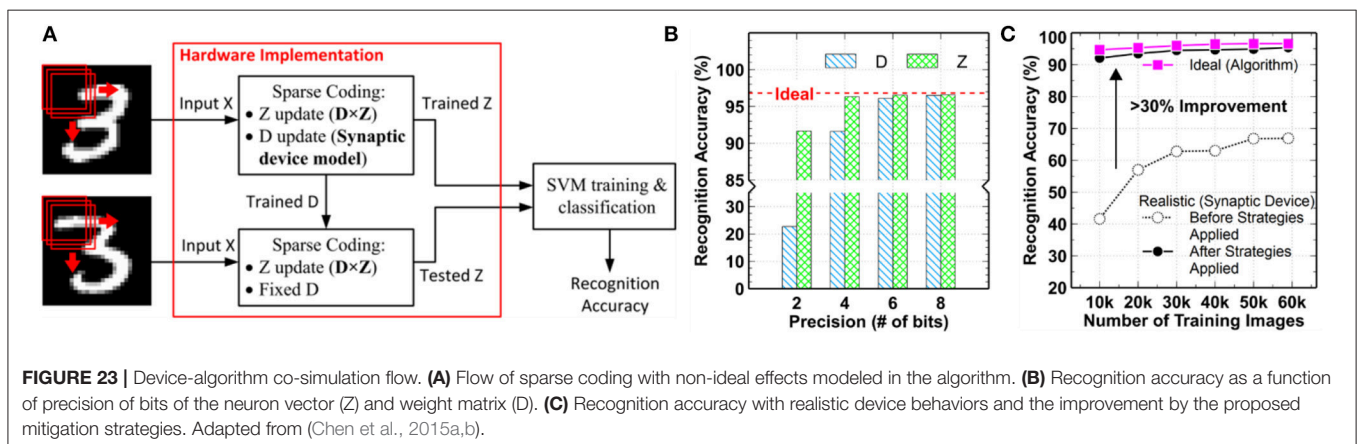 A
Hardware Implementation
Input X
Sparse Coding:
• Z update (D×Z)
• D update (Synaptic
device model)
Trained Z
Trained D
SVM training &
classification
Input X
Sparse Coding:
• Z update (D×Z)
• Fixed D
Tested Z
Recognition
Accuracy
B
Recognition Accuracy (%)
100
95
90
85
30
20
10
0
D
Z
Ideal
2
4
6
8
Precision (# of bits)
C
Recognition Accuracy (%)
100
90
80
70
60
50
40
30
20
Ideal (Algorithm)
>30% Improvement
Realistic (Synaptic Device)
Before Strategies
Applied
After Strategies
Applied
10k 20k 30k 40k 50k 60k
Number of Training Images
FIGURE 23 | Device-algorithm co-simulation flow. (A) Flow of sparse coding with non-ideal effects modeled in the algorithm. (B) Recognition accuracy as a function
of precision of bits of the neuron vector (Z) and weight matrix (D). (C) Recognition accuracy with realistic device behaviors and the improvement by the proposed
mitigation strategies. Adapted from (Chen et al., 2015a,b).